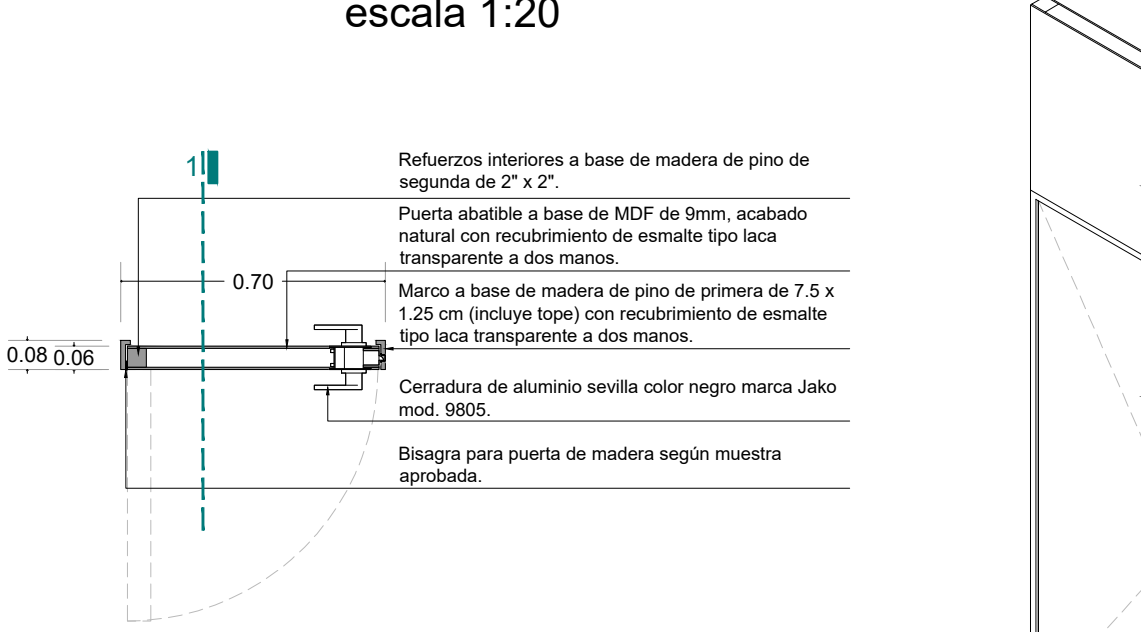 escala 1:20
1
Refuerzos interiores a base de madera de pino de
segunda de 2" x 2".
Puerta abatible a base de MDF de 9mm, acabado
natural con recubrimiento de esmalte tipo laca
transparente a dos manos.
0.70
Marco a base de madera de pino de primera de 7.5 x
1.25 cm (incluye tope) con recubrimiento de esmalte
tipo laca transparente a dos manos.
0.08 0.06
Cerradura de aluminio sevilla color negro marca Jako
mod. 9805.
Bisagra para puerta de madera según muestra
aprobada.